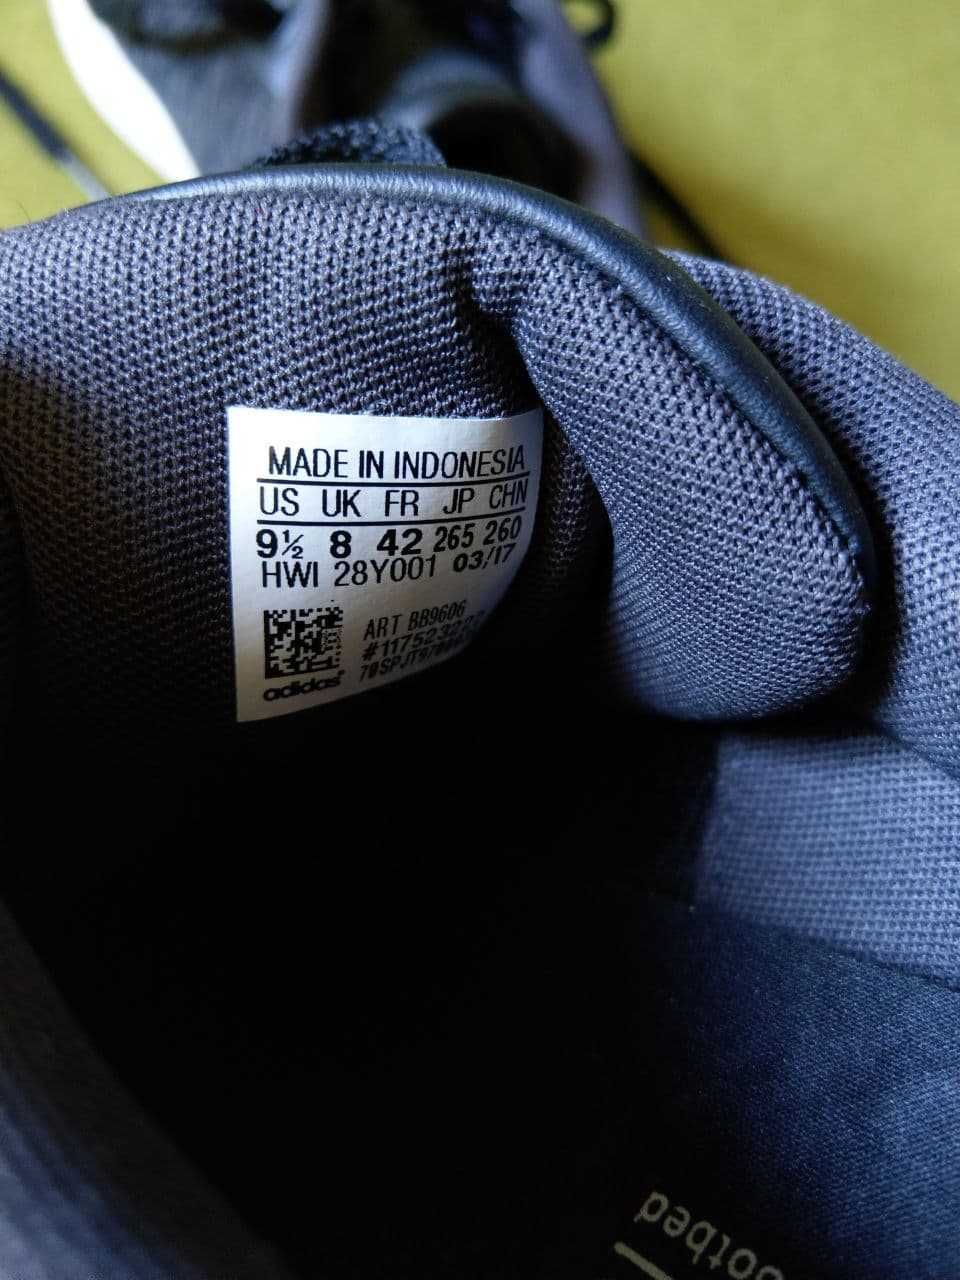 MADE IN INDONESIA
US UK FR JP CHN
9½ 8 42 265 260
HWI 28Y001 03/17
ART BB9606
adidas